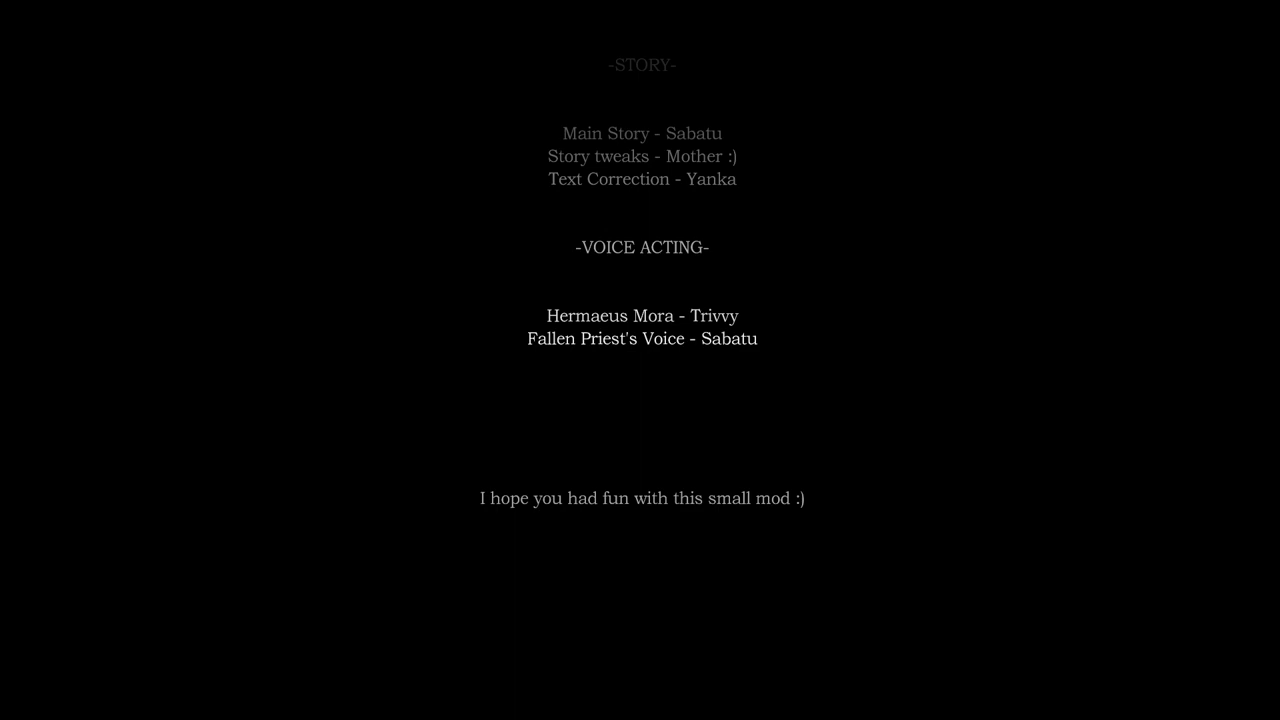 -STORY-
Main Story - Sabatu
Story tweaks - Mother :)
Text Correction - Yanka
-VOICE ACTING-
Hermaeus Mora - Trivvy
Fallen Priest's Voice - Sabatu
I hope you had fun with this small mod :)